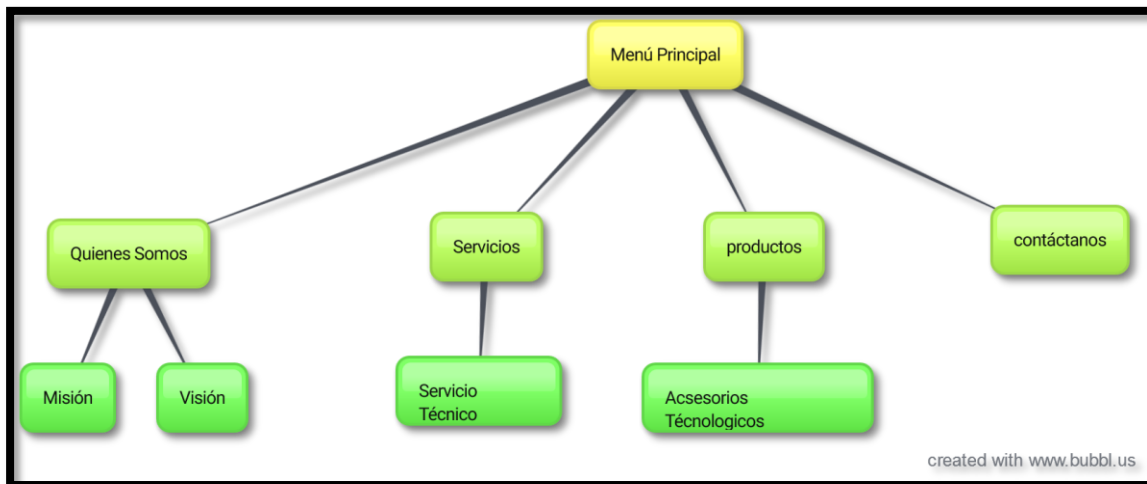 Menú Principal
Quienes Somos
Servicios
productos
contáctanos
Misión
Visión
Servicio
Técnico
Acsesorios
Técnologicos
created with www.bubbl.us